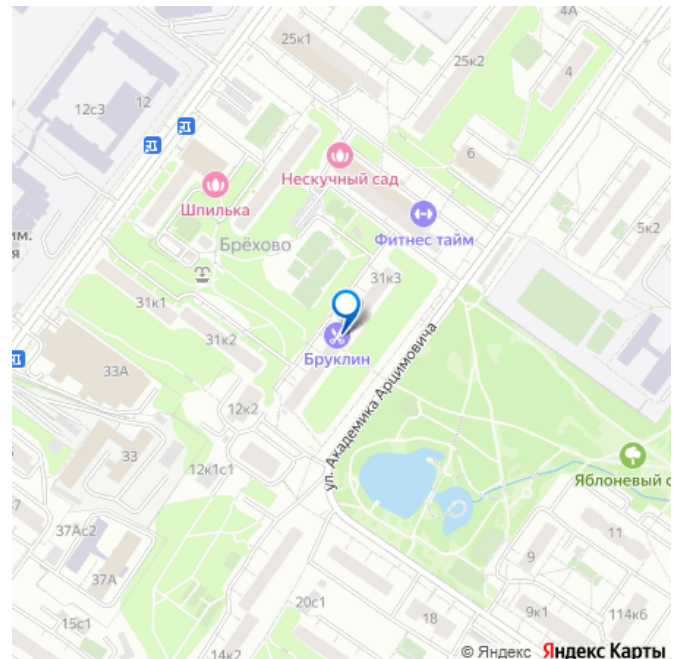 4А
25к1
25к2
4
12с3
12
6
Нескучный сад
Шпилька
Фитнес тайм
5к2
им.
я
Брёхово
31к3
31к1
31к2
Бруклин
33А
ул. Академика Арцимовича
12к2
33
12к1с1
Яблоневый с
7
37Ас2
11
9
37А
20с1
18
9к1
114к6
15с1
14к2
© Яндекс Яндекс Карты